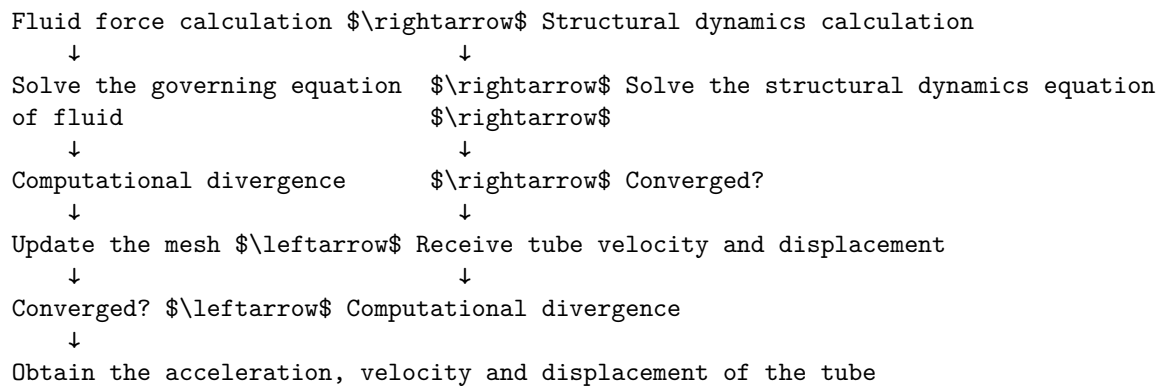 Fluid force calculation $\rightarrow$ Structural dynamics calculation
↓ ↓
Solve the governing equation $\rightarrow$ Solve the structural dynamics equation
of fluid $\rightarrow$
↓ ↓
Computational divergence $\rightarrow$ Converged?
↓ ↓
Update the mesh $\leftarrow$ Receive tube velocity and displacement
↓ ↓
Converged? $\leftarrow$ Computational divergence
↓
Obtain the acceleration, velocity and displacement of the tube